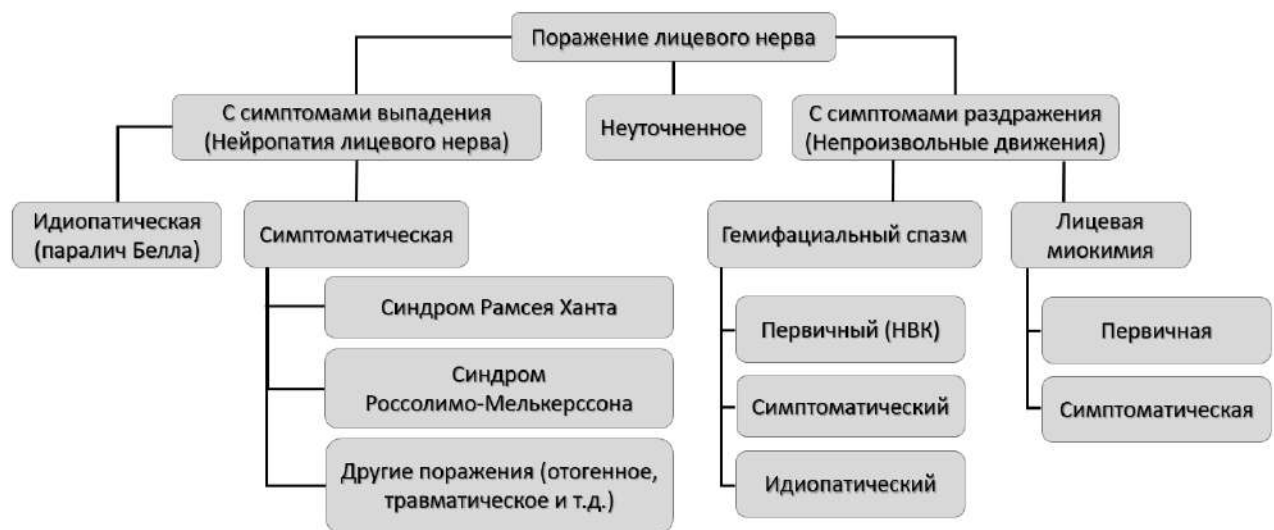 Поражение лицевого нерва
С симптомами выпадения
(Нейропатия лицевого нерва)
Неуточненное
С симптомами раздражения
(Непроизвольные движения)
Идиопатическая
(паралич Белла)
Симптоматическая
Гемифациальный спазм
Лицевая
миокимия
Синдром Рамсея Ханта
Синдром
Россолимо-Мелькерссона
Другие поражения (отогенное,
травматическое и т.д.)
Первичный (НВК)
Симптоматический
Идиопатический
Первичная
Симптоматическая